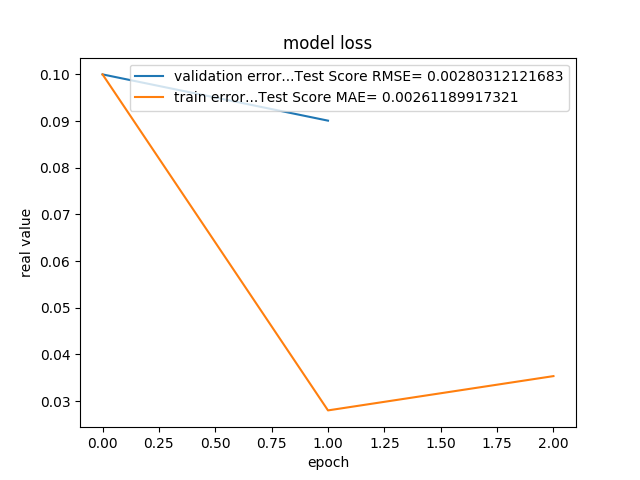 model loss
validation error...Test Score RMSE= 0.00280312121683
train error...Test Score MAE= 0.00261189917321
0.10
0.09
0.08
0.07
0.06
0.05
0.04
0.03
real value
0.00 0.25 0.50 0.75 1.00 1.25 1.50 1.75 2.00
epoch